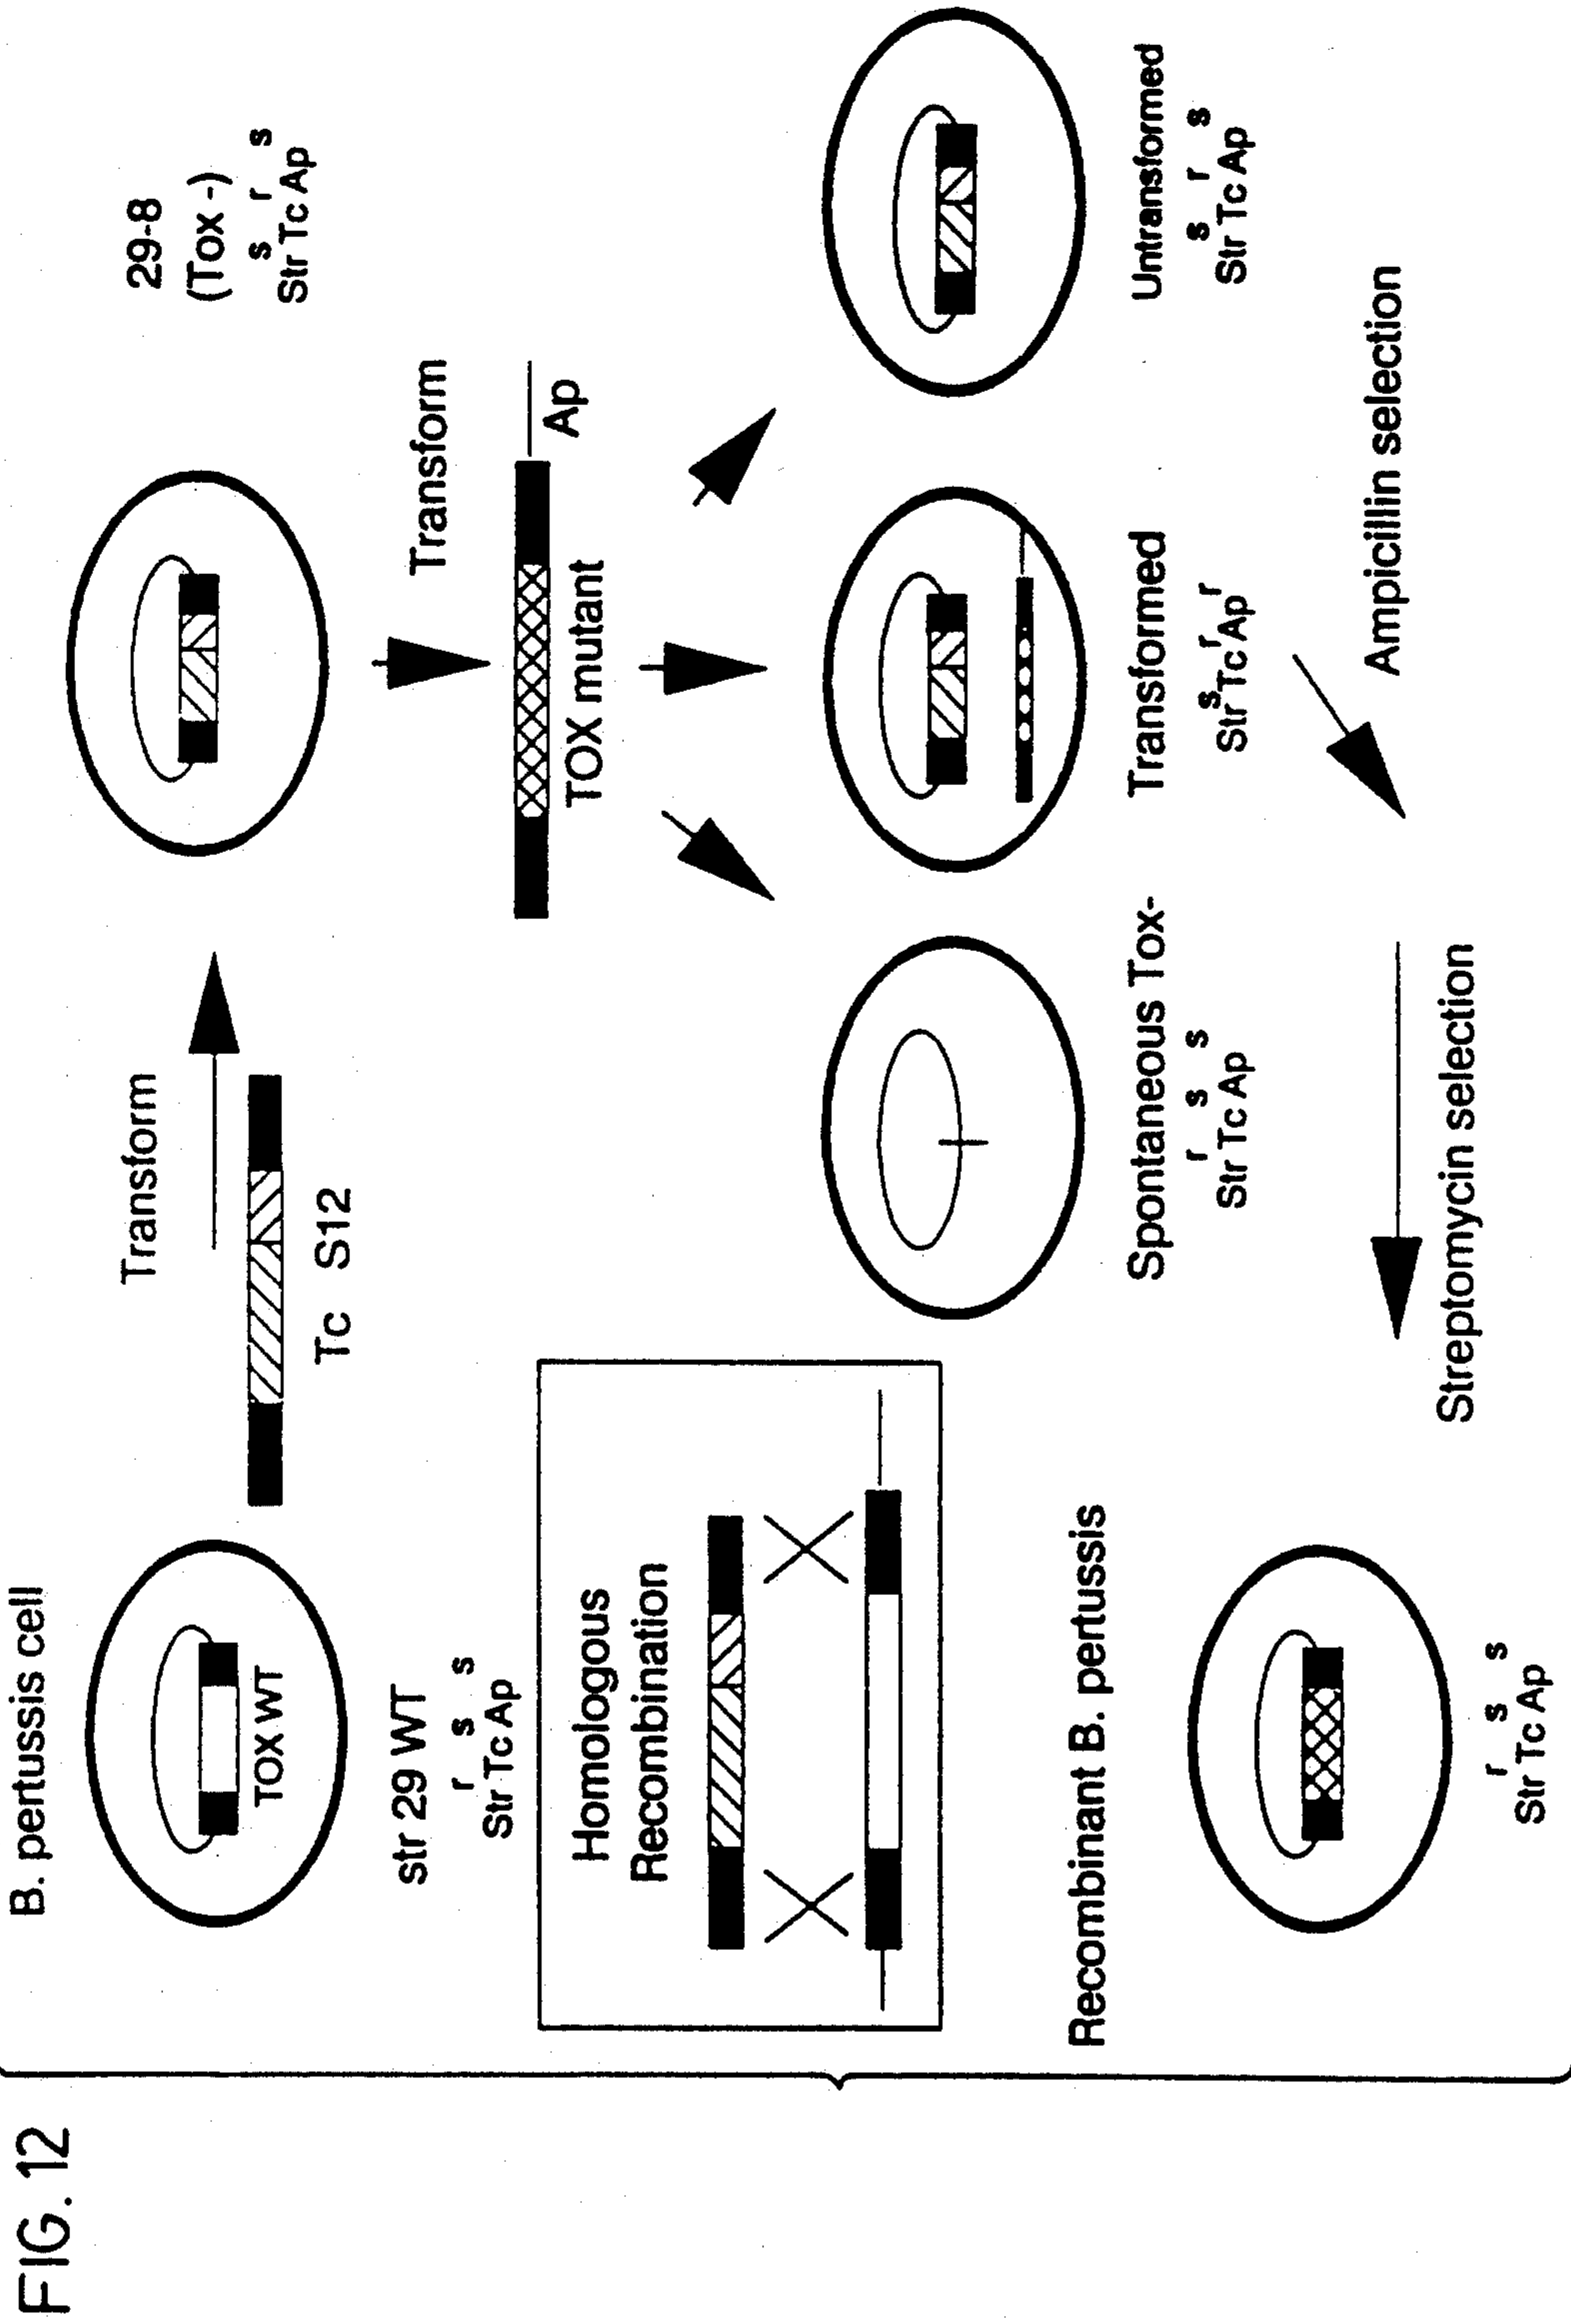 FIG. 12
B. pertussis cell
TOX WT
str 29 WT
r s s
Str Tc Ap
Transform
Tc S12
29-8
(Tox -)
s r s
Str Tc Ap
Transform
Ap
TOX mutant
Homologous
Recombination
Spontaneous Tox-
r s s
Str Tc Ap
Transformed
s r r
Str Tc Ap
Untransformed
s r s
Str Tc Ap
Ampicillin selection
Streptomycin selection
Recombinant B. pertussis
r s s
Str Tc Ap